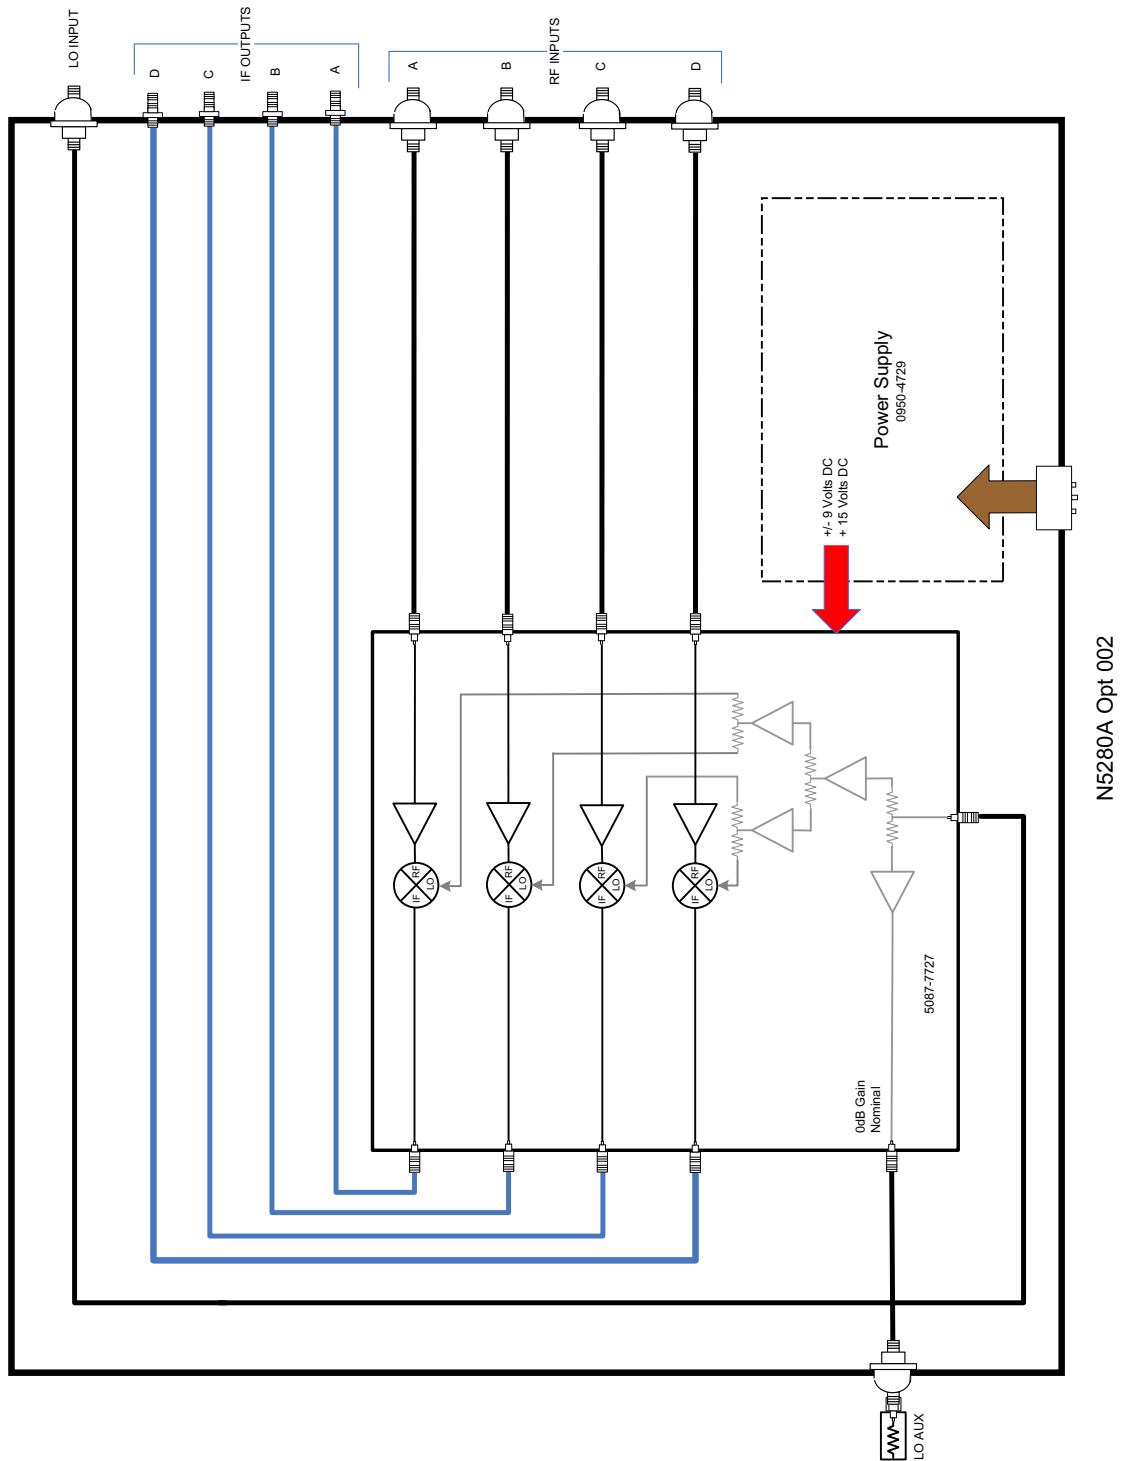 LO INPUT
D
C
B
A
IF OUTPUTS
A
B
C
D
RF INPUTS
Power Supply
0950-4729
+/- 9 Volts DC
+ 15 Volts DC
RF
LO
IF
RF
LO
IF
RF
LO
IF
RF
LO
IF
5087-7727
0dB Gain
Nominal
LO AUX
N5280A Opt 002